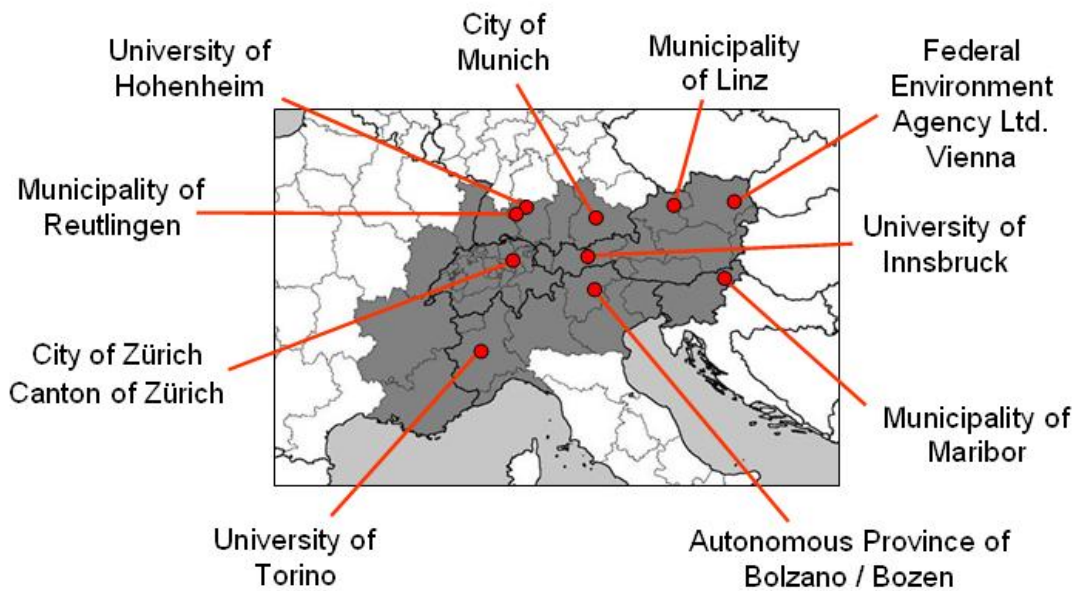 University of
Hohenheim
City of
Munich
Municipality
of Linz
Federal
Environment
Agency Ltd.
Vienna
Municipality of
Reutlingen
University of
Innsbruck
City of Zürich
Canton of Zürich
Municipality of
Maribor
University of
Torino
Autonomous Province of
Bolzano / Bozen